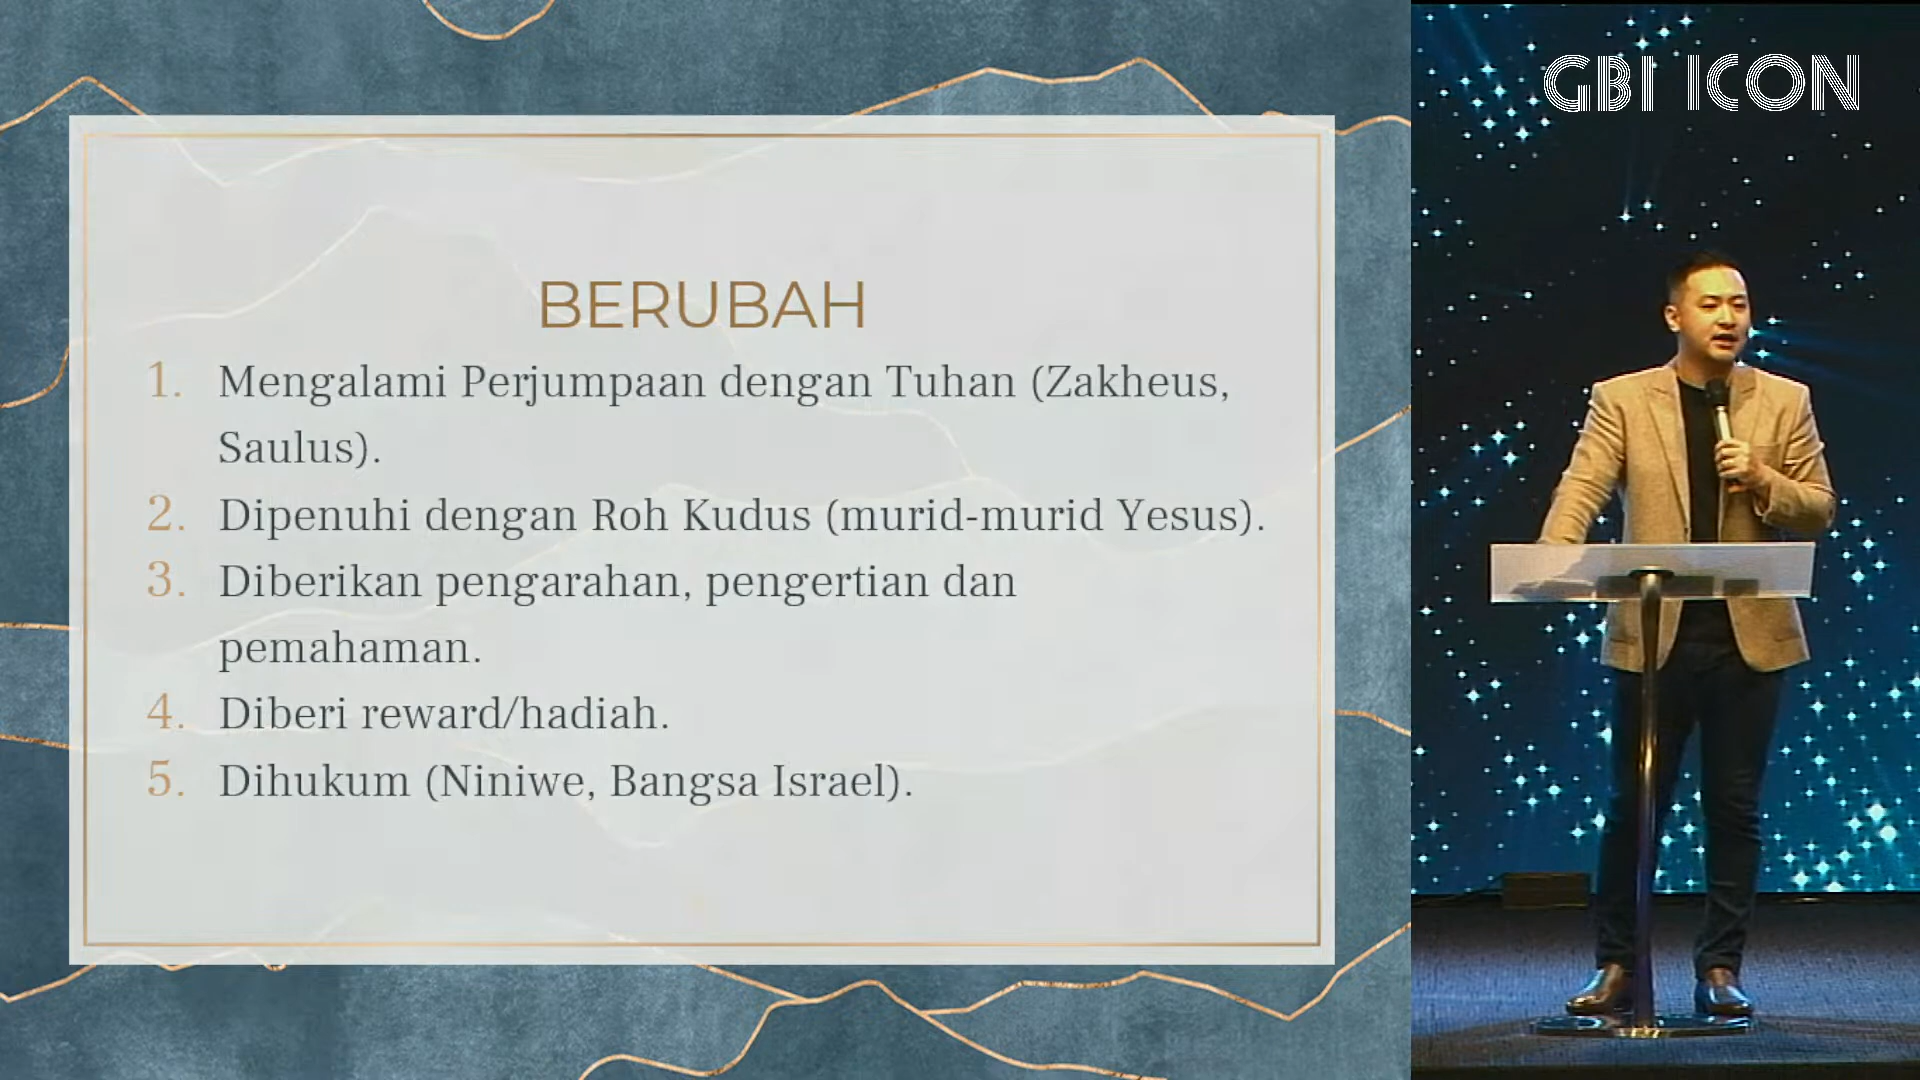 GBI ICON
BERUBAH
1. Mengalami Perjumpaan dengan Tuhan (Zakheus,
Saulus).
2. Dipenuhi dengan Roh Kudus (murid-murid Yesus).
3. Diberikan pengarahan, pengertian dan
pemahaman.
4. Diberi reward/hadiah.
5. Dihukum (Niniwe, Bangsa Israel).